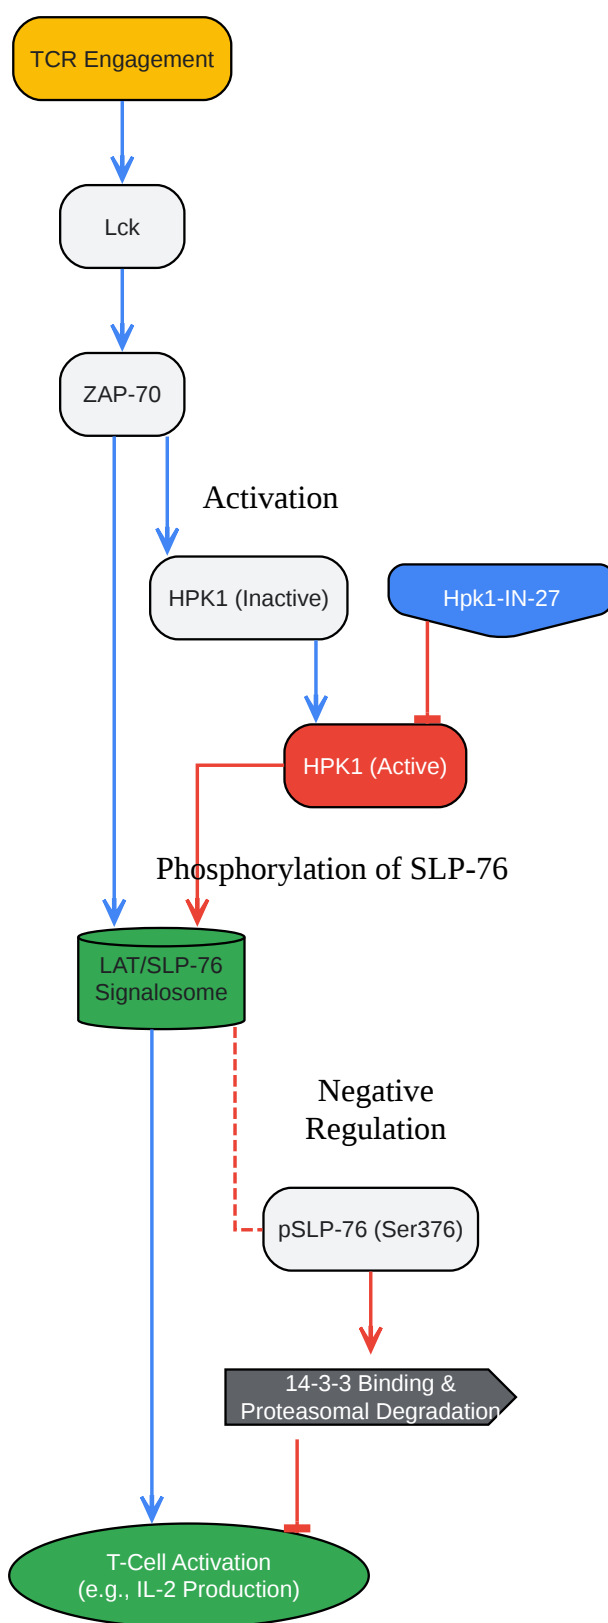 TCR Engagement
Lck
ZAP-70
Activation
HPK1 (Inactive)
Hpk1-IN-27
HPK1 (Active)
Phosphorylation of SLP-76
LAT/SLP-76
Signalosome
Negative
Regulation
pSLP-76 (Ser376)
14-3-3 Binding &
Proteasomal Degradation
T-Cell Activation
(e.g., IL-2 Production)